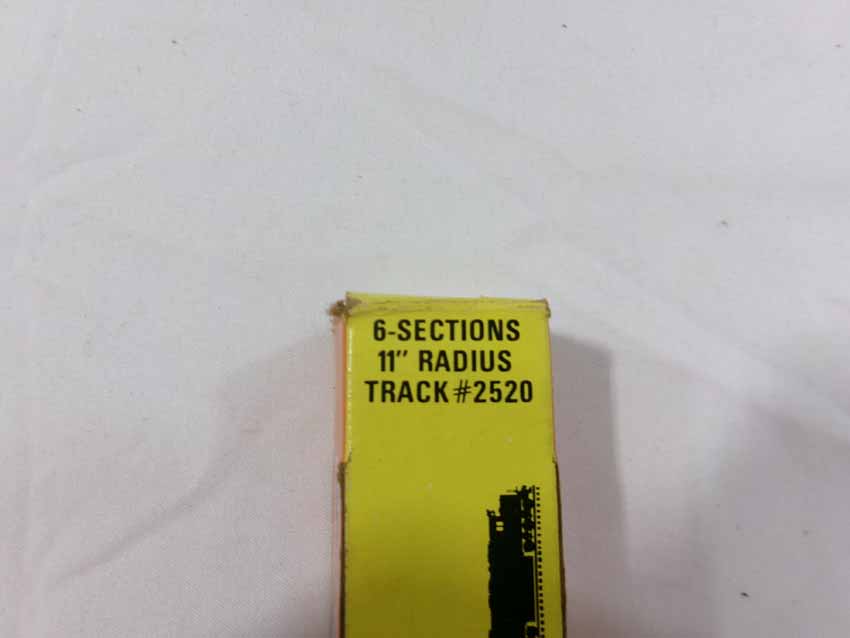 6-SECTIONS
11" RADIUS
TRACK #2520